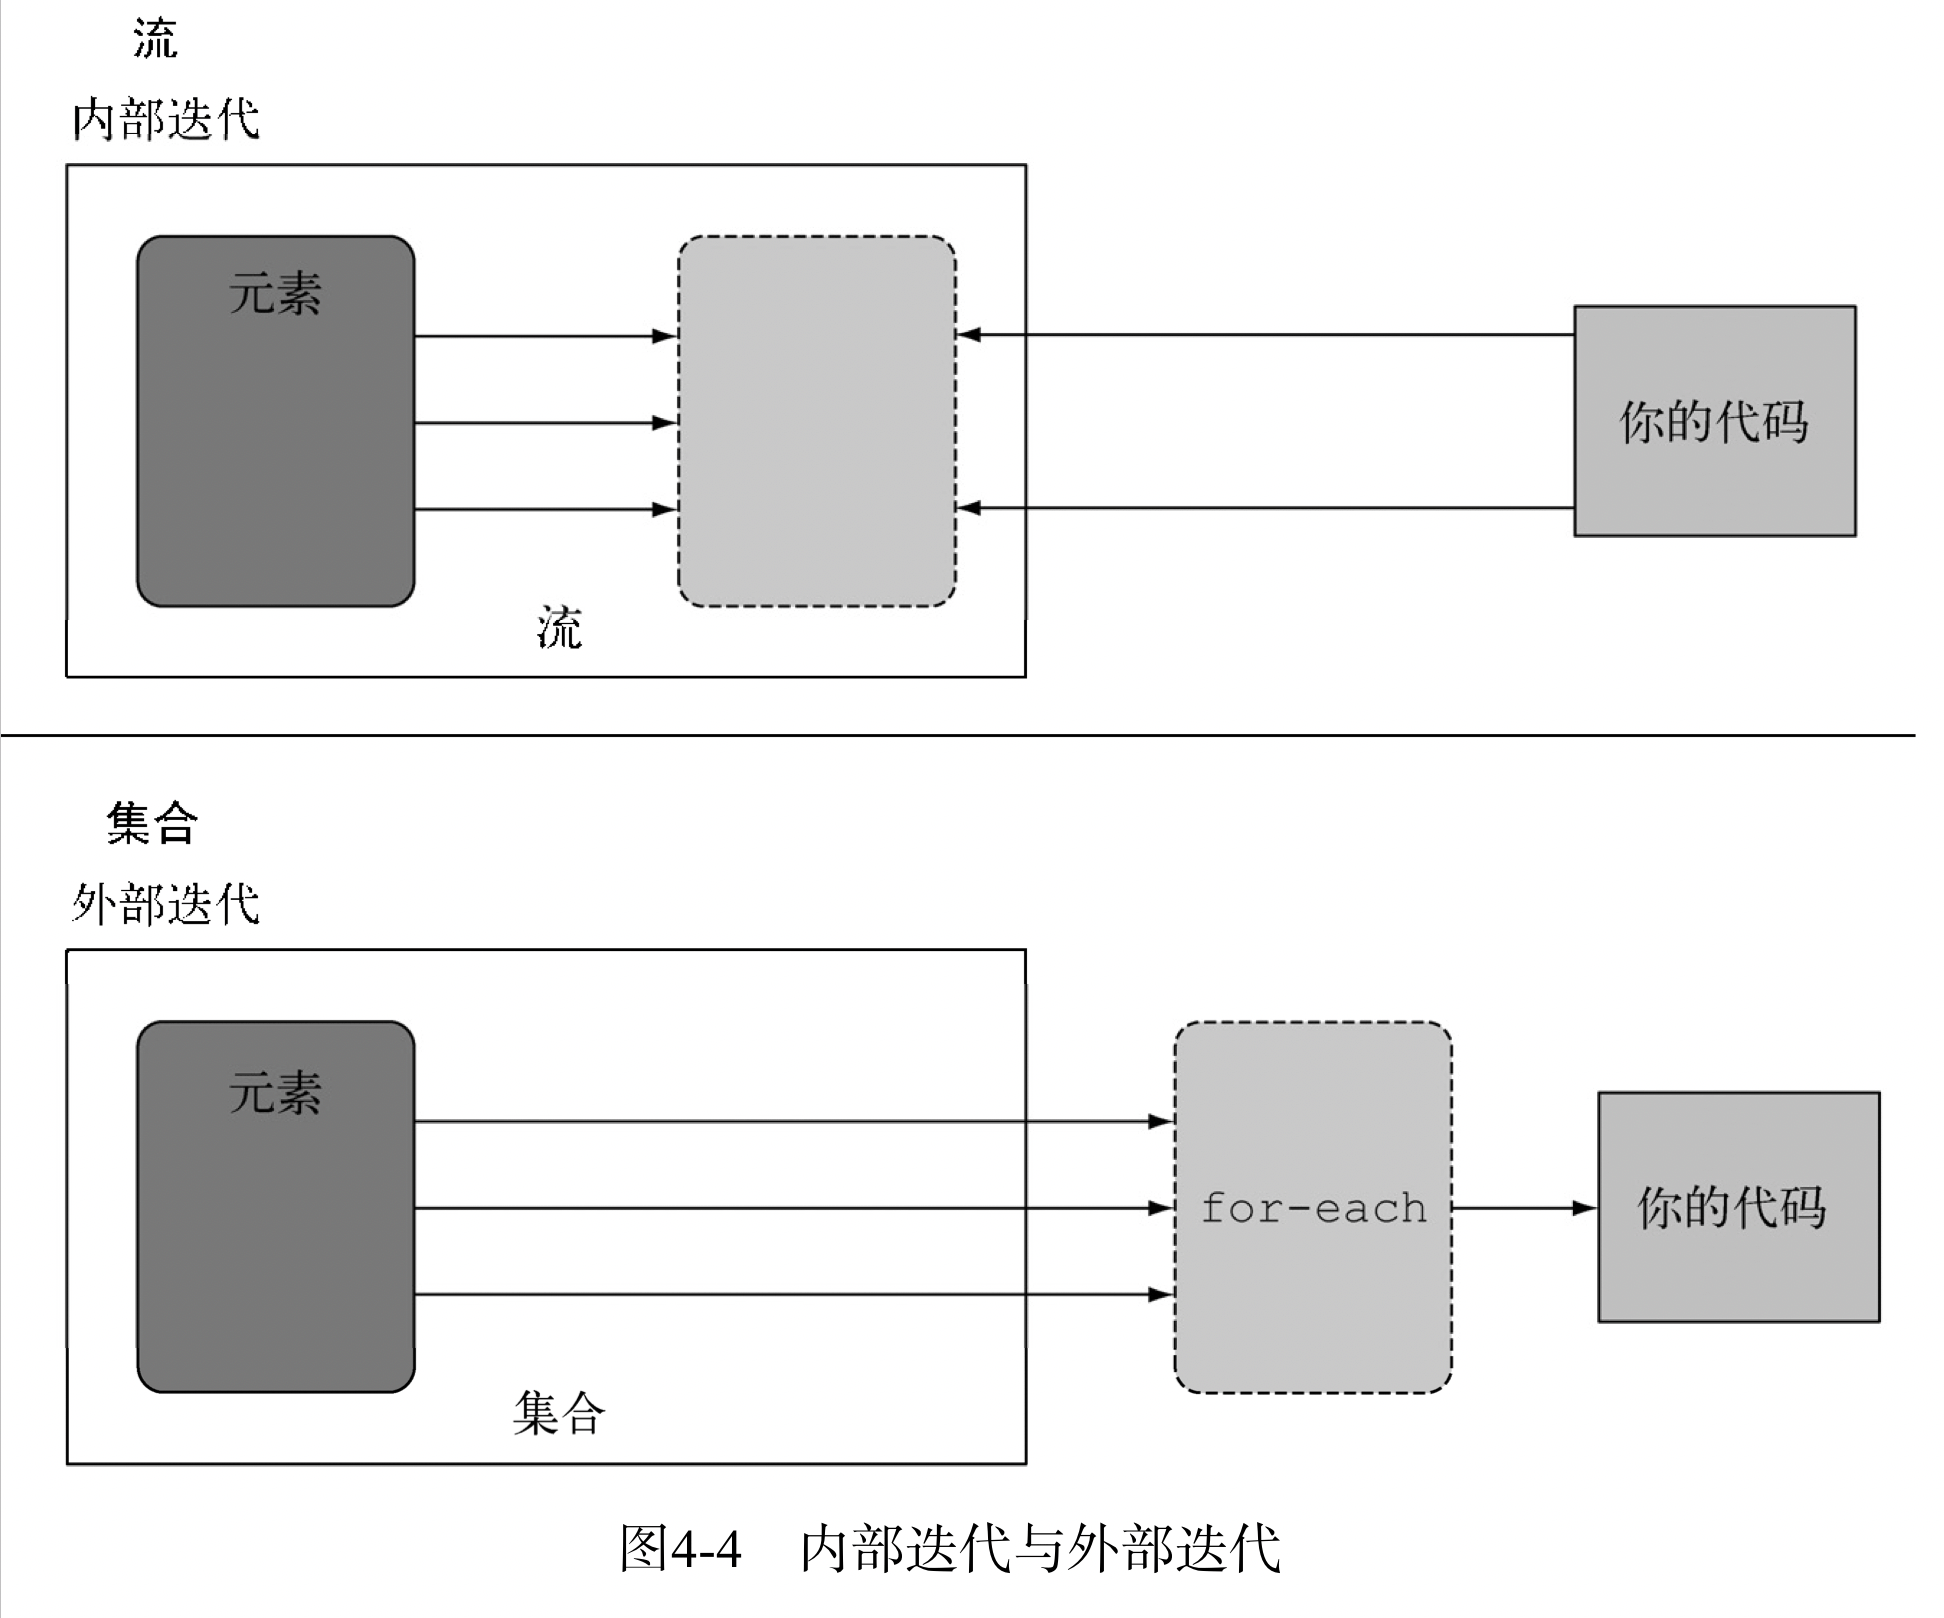 流
内部迭代
元素
你的代码
流
集合
外部迭代
元素
for-each
你的代码
集合
图4-4 内部迭代与外部迭代